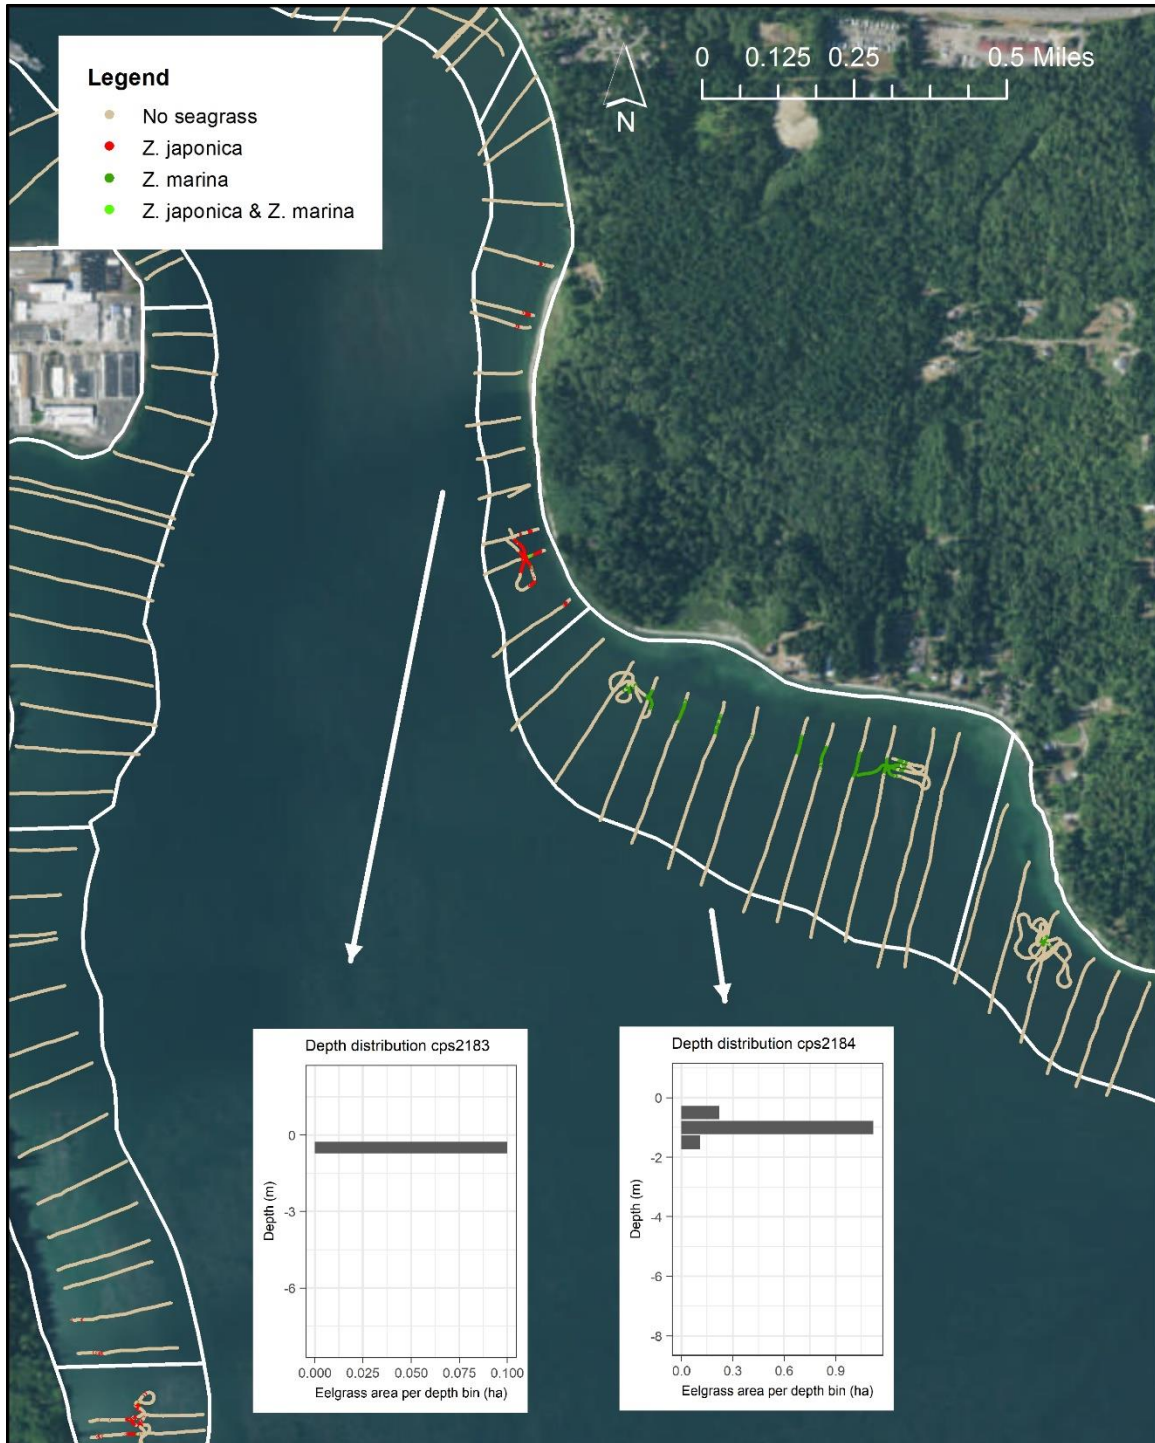 Legend
No seagrass
Z. japonica
Z. marina
Z. japonica & Z. marina
N
0 0.125 0.25 0.5 Miles
Depth distribution cps2183
0
-3
-6
Depth (m)
0.000 0.025 0.050 0.075 0.100
Eelgrass area per depth bin (ha)
Depth distribution cps2184
0
-2
-4
-6
-8
Depth (m)
0.0 0.3 0.6 0.9
Eelgrass area per depth bin (ha)